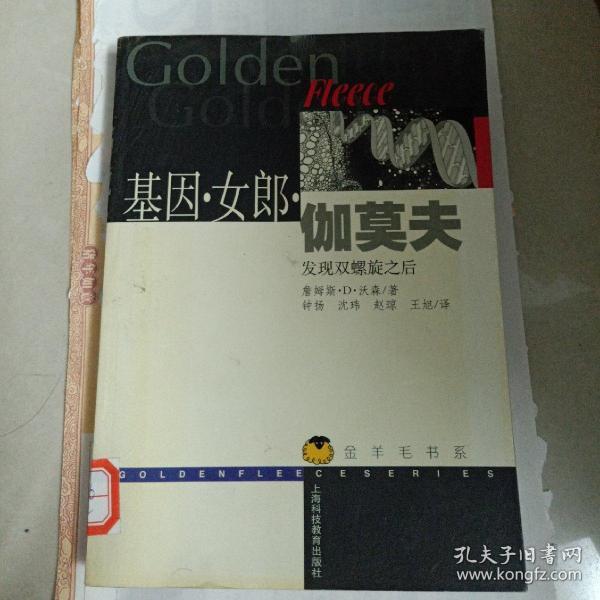 Golden
Gold
Fleece
基因·女郎·
伽莫夫
发现双螺旋之后
詹姆斯·D·沃森/著
钟扬 沈玮 赵琼 王旭/译
金羊毛书系
GOLDENFLEECESERIES
上海科技教育出版社
孔夫子旧书网
www.kongfz.com